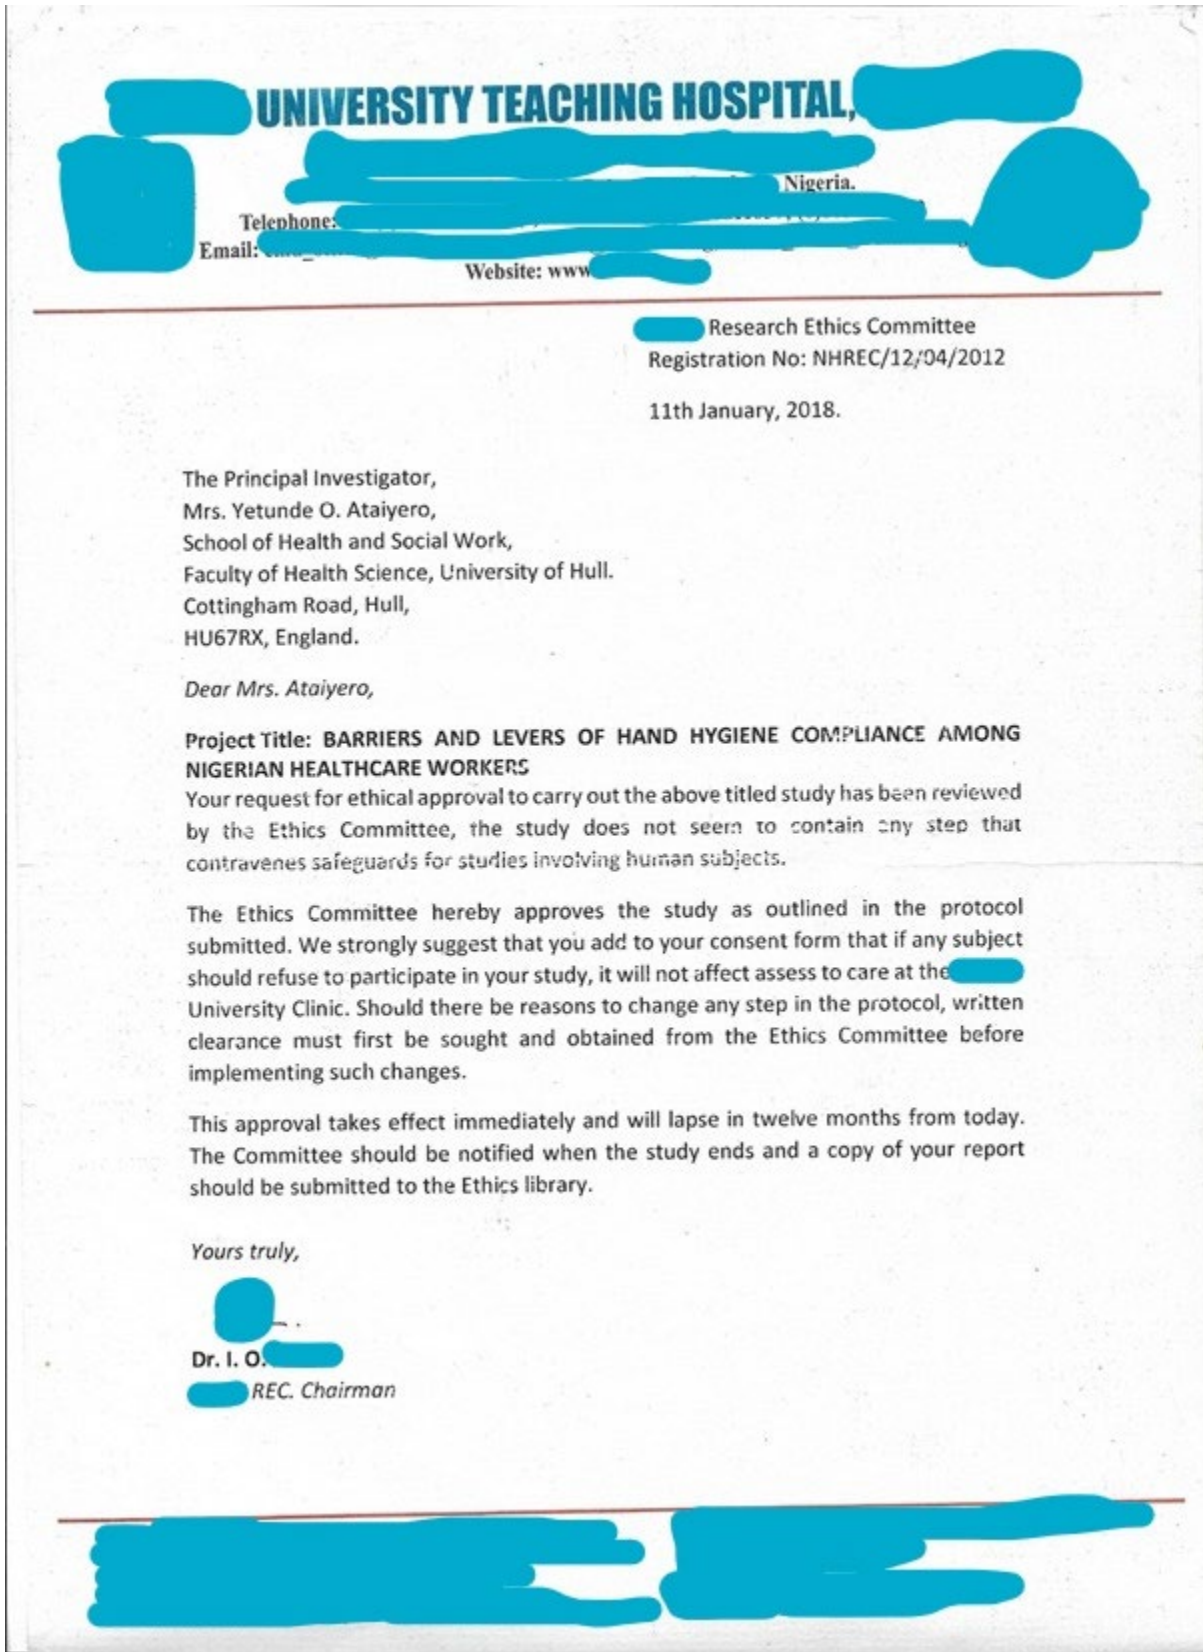 UNIVERSITY TEACHING HOSPITAL,
Nigeria.
Telephone:
Email:
Website: www
Research Ethics Committee
Registration No: NHREC/12/04/2012
11th January, 2018.
The Principal Investigator,
Mrs. Yetunde O. Ataiyero,
School of Health and Social Work,
Faculty of Health Science, University of Hull.
Cottingham Road, Hull,
HU67RX, England.
Dear Mrs. Ataiyero,
Project Title: BARRIERS AND LEVERS OF HAND HYGIENE COMPLIANCE AMONG
NIGERIAN HEALTHCARE WORKERS
Your request for ethical approval to carry out the above titled study has been reviewed
by the Ethics Committee, the study does not seem to contain any step that
contravenes safeguards for studies involving human subjects.
The Ethics Committee hereby approves the study as outlined in the protocol
submitted. We strongly suggest that you add to your consent form that if any subject
should refuse to participate in your study, it will not affect assess to care at the
University Clinic. Should there be reasons to change any step in the protocol, written
clearance must first be sought and obtained from the Ethics Committee before
implementing such changes.
This approval takes effect immediately and will lapse in twelve months from today.
The Committee should be notified when the study ends and a copy of your report
should be submitted to the Ethics library.
Yours truly,
Dr. I. O.
REC. Chairman